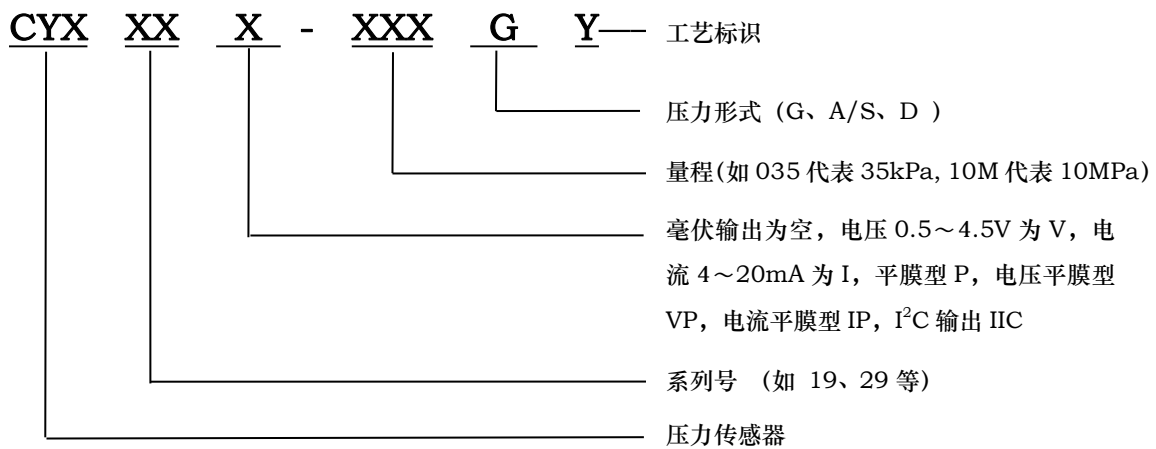 CYX XX X - XXX G Y 工艺标识
压力形式（G、A/S、D ）
量程(如 035 代表 35kPa, 10M 代表 10MPa)
毫伏输出为空，电压 0.5～4.5V 为 V，电
流 4～20mA 为 I，平膜型 P，电压平膜型
VP，电流平膜型 IP，I²C 输出 IIC
系列号 （如 19、29 等）
压力传感器